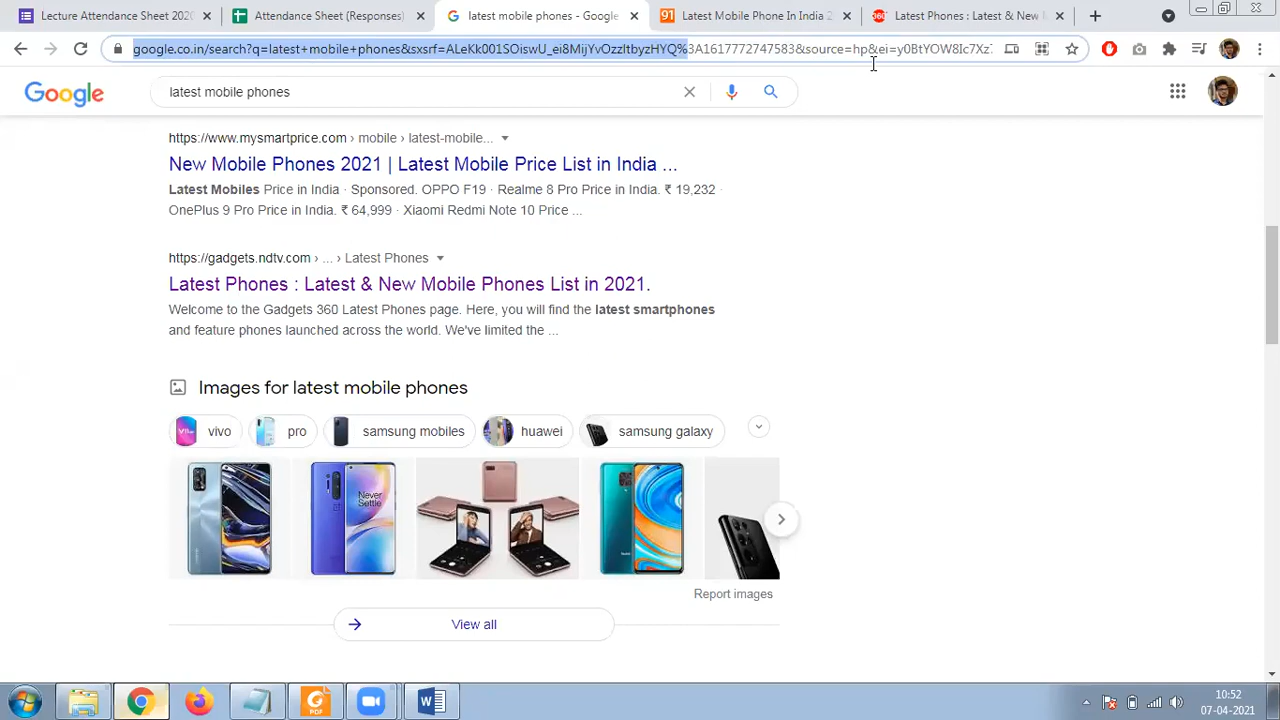 Lecture Attendance Sheet 202
Attendance Sheet (Responses)
latest mobile phones - Google
91 Latest Mobile Phone In India 2
360° Latest Phones : Latest & New
google.co.in/search?q=latest+mobile+phones&sxsrf=ALeKk001SOiswU_ei8MijYvOzzltbyzHYQ%3A1617772747583&source=hp&ei=y0BtYOW8Ic7Xz
Google
latest mobile phones
https://www.mysmartprice.com › mobile › latest-mobile...
New Mobile Phones 2021 | Latest Mobile Price List in India ...
Latest Mobiles Price in India · Sponsored. OPPO F19 · Realme 8 Pro Price in India. ₹ 19,232 ·
OnePlus 9 Pro Price in India. ₹ 64,999 · Xiaomi Redmi Note 10 Price ...
https://gadgets.ndtv.com › ... › Latest Phones
Latest Phones : Latest & New Mobile Phones List in 2021.
Welcome to the Gadgets 360 Latest Phones page. Here, you will find the latest smartphones
and feature phones launched across the world. We've limited the ...
Images for latest mobile phones
vivo
pro
samsung mobiles
huawei
samsung galaxy
Never
Settle
Report images
View all
PDF
W
10:52
07-04-2021